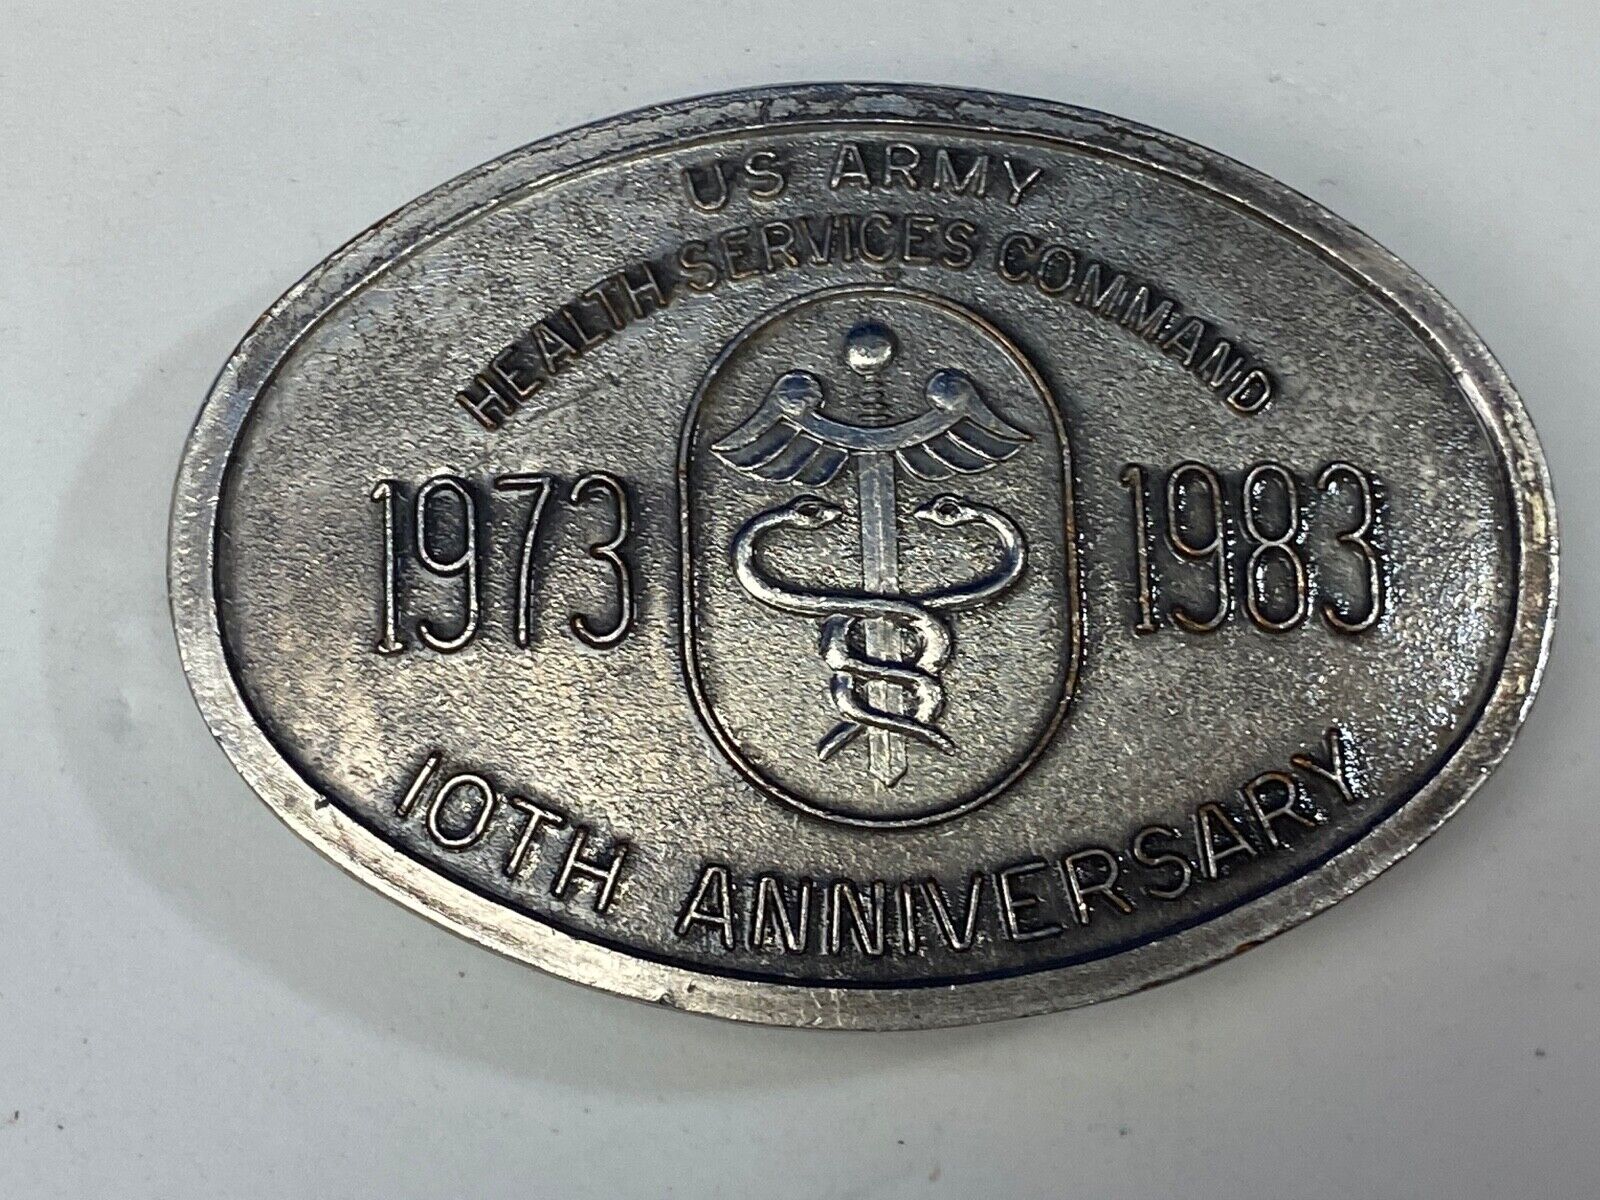 US ARMY
HEALTH SERVICES COMMAND
1973 1983
10TH ANNIVERSARY